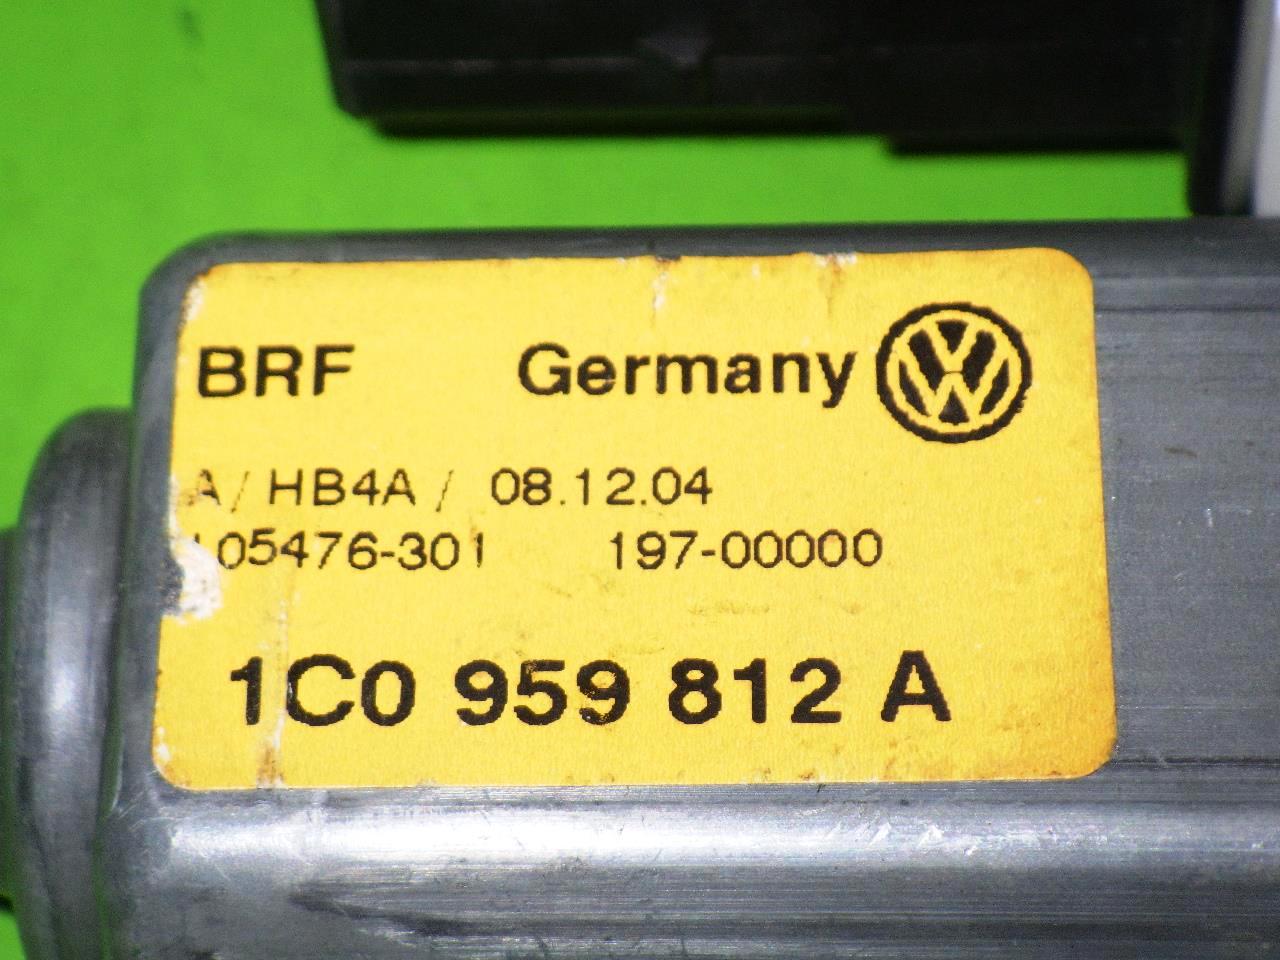 BRF Germany
A/ HB4A / 08.12.04
105476-301 197-00000
1C0 959 812 A